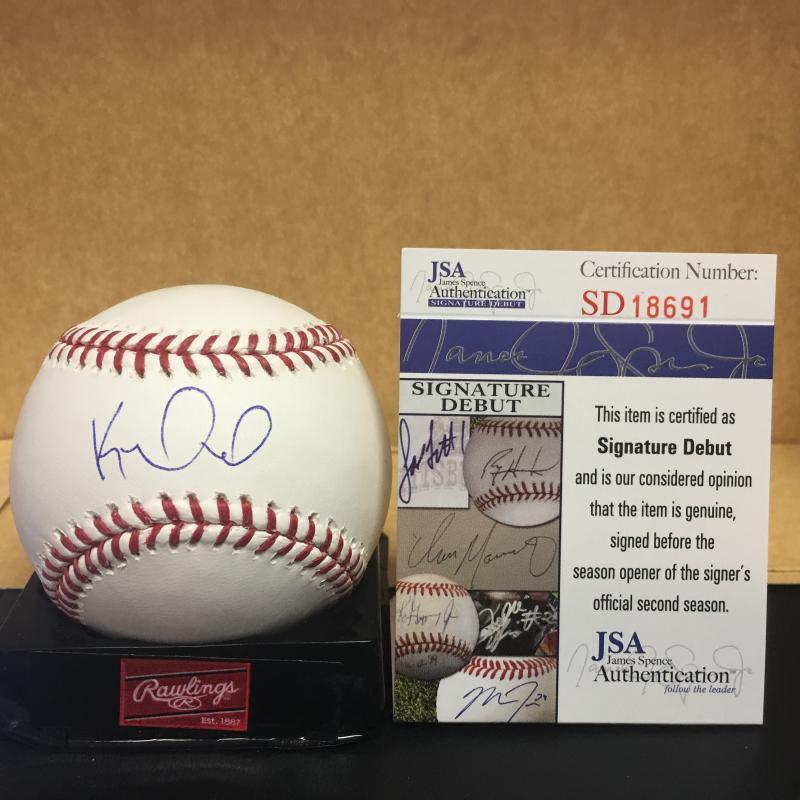 JSA
James Spence
Authentication
SIGNATURE DEBUT
Certification Number:
SD 18691
SIGNATURE
DEBUT
This item is certified as
Signature Debut
and is our considered opinion
that the item is genuine,
signed before the
season opener of the signer's
official second season.
JSA
James Spence
Authentication
follow the leader
Rawlings
R
Est. 1887